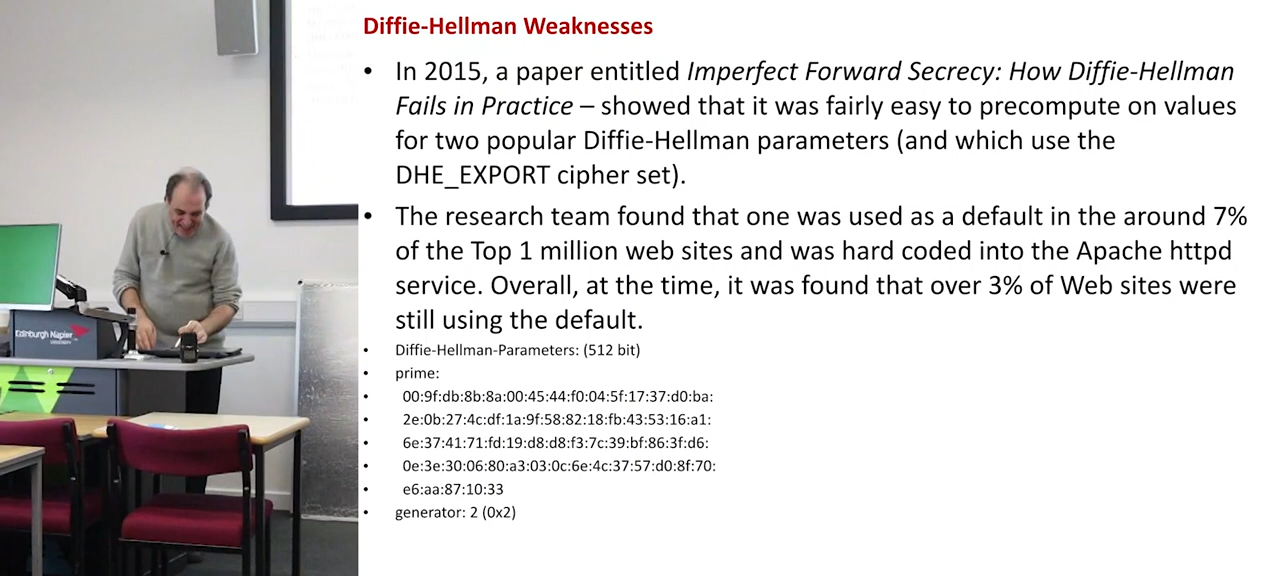 Diffie-Hellman Weaknesses
• In 2015, a paper entitled Imperfect Forward Secrecy: How Diffie-Hellman
Fails in Practice – showed that it was fairly easy to precompute on values
for two popular Diffie-Hellman parameters (and which use the
DHE_EXPORT cipher set).
• The research team found that one was used as a default in the around 7%
of the Top 1 million web sites and was hard coded into the Apache httpd
service. Overall, at the time, it was found that over 3% of Web sites were
still using the default.
• Diffie-Hellman-Parameters: (512 bit)
• prime:
• 00:9f:db:8b:8a:00:45:44:f0:04:5f:17:37:d0:ba:
• 2e:0b:27:4c:df:1a:9f:58:82:18:fb:43:53:16:a1:
• 6e:37:41:71:fd:19:d8:d8:f3:7c:39:bf:86:3f:d6:
• 0e:3e:30:06:80:a3:03:0c:6e:4c:37:57:d0:8f:70:
• e6:aa:87:10:33
• generator: 2 (0x2)
Edinburgh Napier
UNIVERSITY